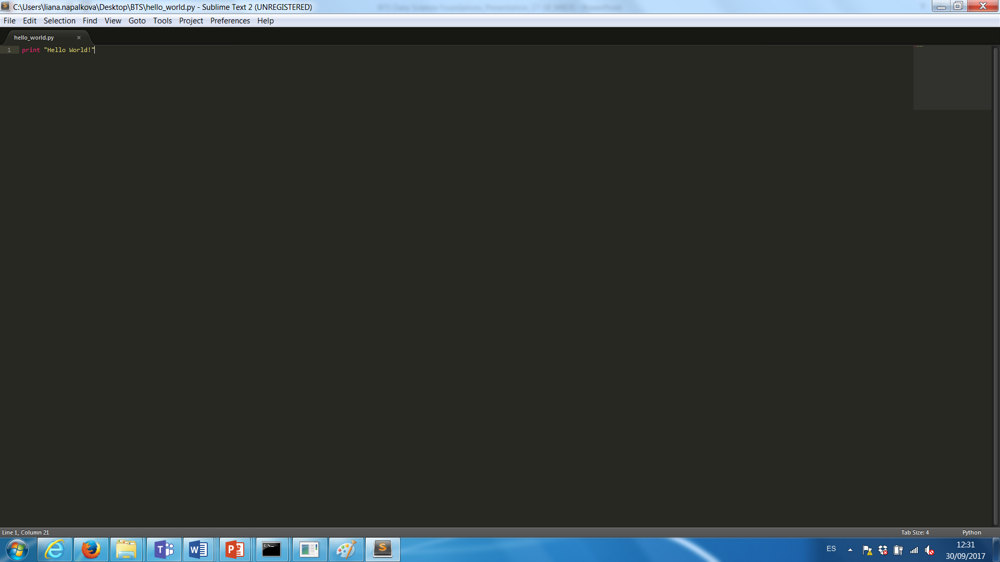 C:\Users\liana.napalkova\Desktop\BTS\hello_world.py - Sublime Text 2 (UNREGISTERED)
File Edit Selection Find View Goto Tools Project Preferences Help
hello_world.py
1 print "Hello World!"
Line 1, Column 21
Tab Size: 4 Python
ES
12:31
30/09/2017